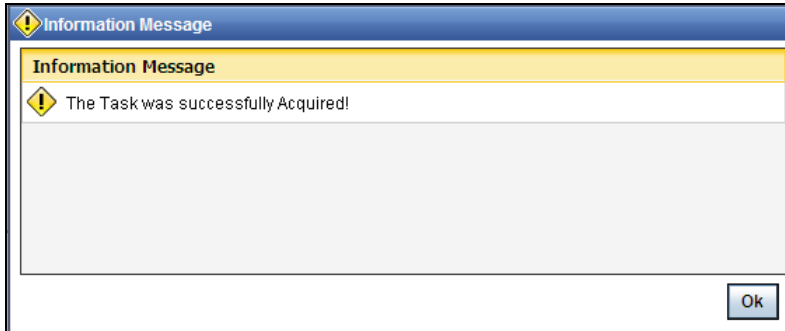 Information Message
Information Message
The Task was successfully Acquired!
Ok